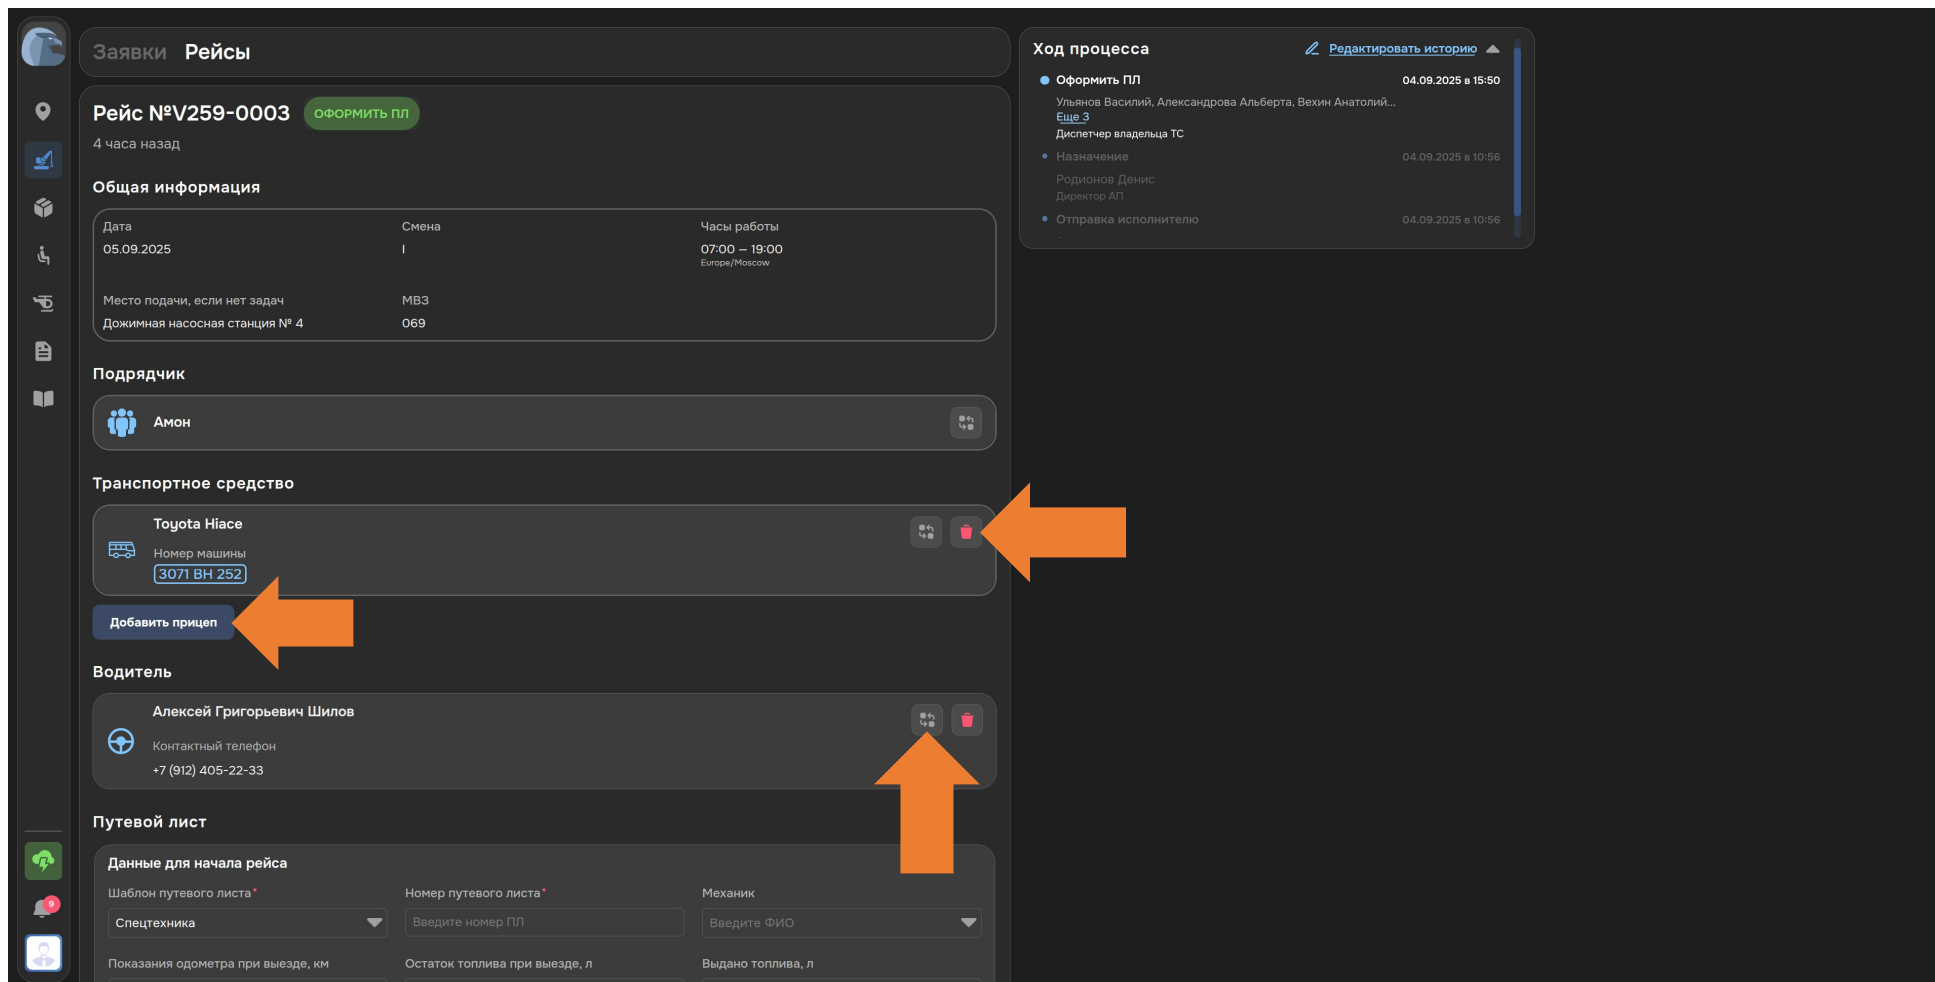 Заявки Рейсы
Рейс №V259-0003 ОФОРМИТЬ ПЛ
4 часа назад
Общая информация
Дата Смена Часы работы
05.09.2025 I 07:00 – 19:00
Europe/Moscow
Место подачи, если нет задач МВЗ
Дожимная насосная станция № 4 069
Подрядчик
Амон
Транспортное средство
Toyota Hiace
Номер машины
3071 ВН 252
Добавить прицеп
Водитель
Алексей Григорьевич Шилов
Контактный телефон
+7 (912) 405-22-33
Путевой лист
Данные для начала рейса
Шаблон путевого листа* Номер путевого листа* Механик
Спецтехника Введите номер ПЛ Введите ФИО
Показания одометра при выезде, км Остаток топлива при выезде, л Выдано топлива, л
9
Ход процесса Редактировать историю
Оформить ПЛ 04.09.2025 в 15:50
Ульянов Василий, Александрова Альберта, Вехин Анатолий...
Еще 3
Диспетчер владельца ТС
Назначение 04.09.2025 в 10:56
Родионов Денис
Директор АП
Отправка исполнителю 04.09.2025 в 10:56